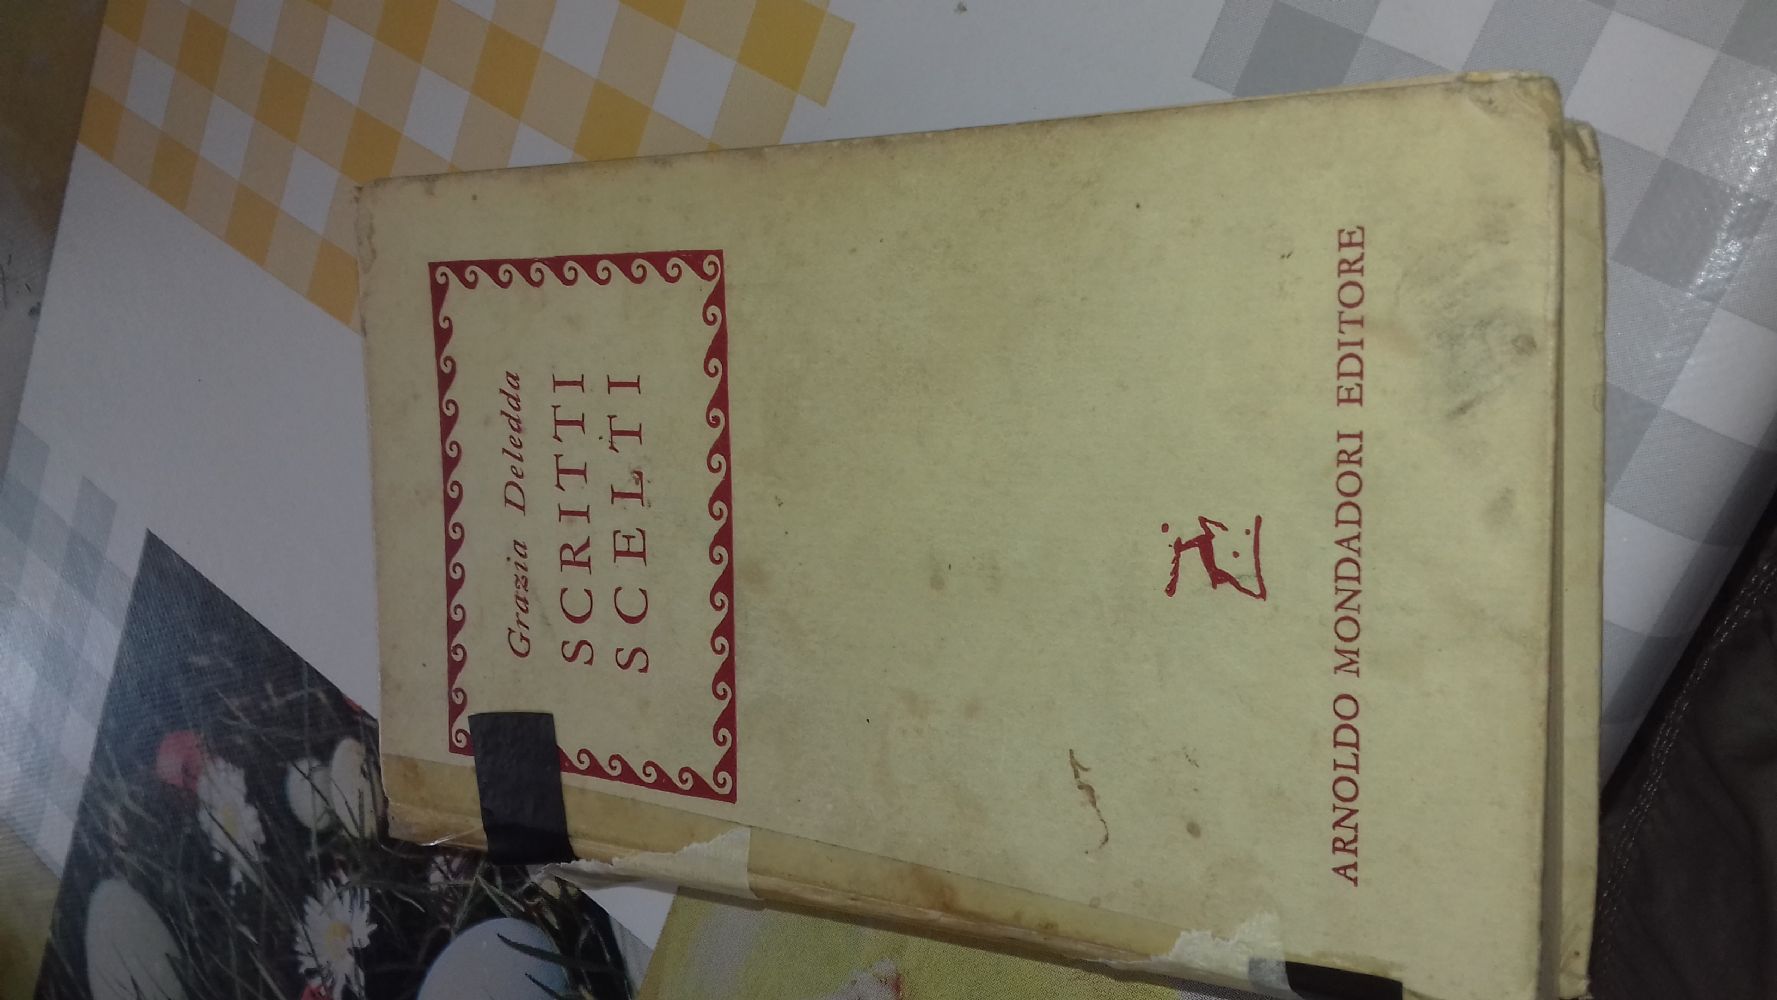 Grazia Deledda
SCRITTI
SCELTI
ARNOLDO MONDADORI EDITORE